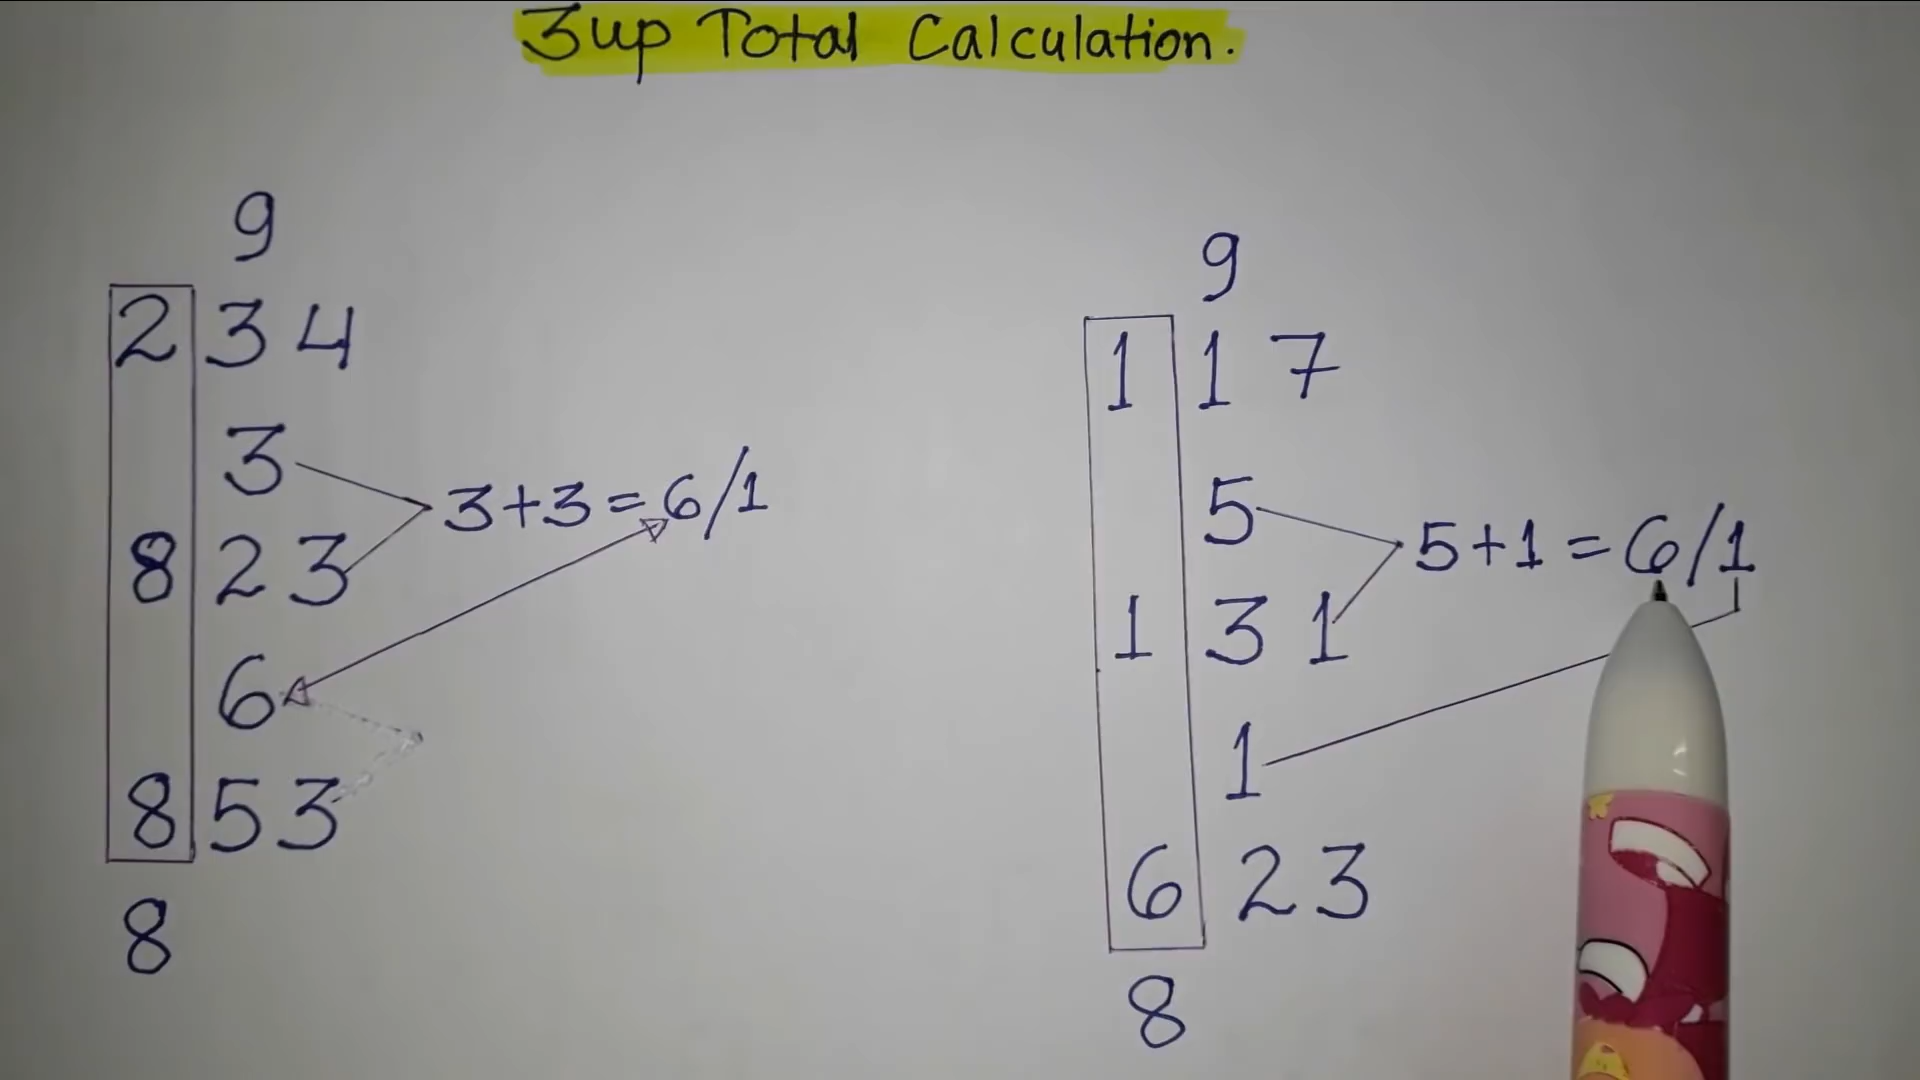 3up Total Calculation.
9
2 3 4
3
3+3=6/1
8 2 3
6
8 5 3
8
9
1 1 7
5
5+1=6/1
1 3 1
1
6 2 3
8